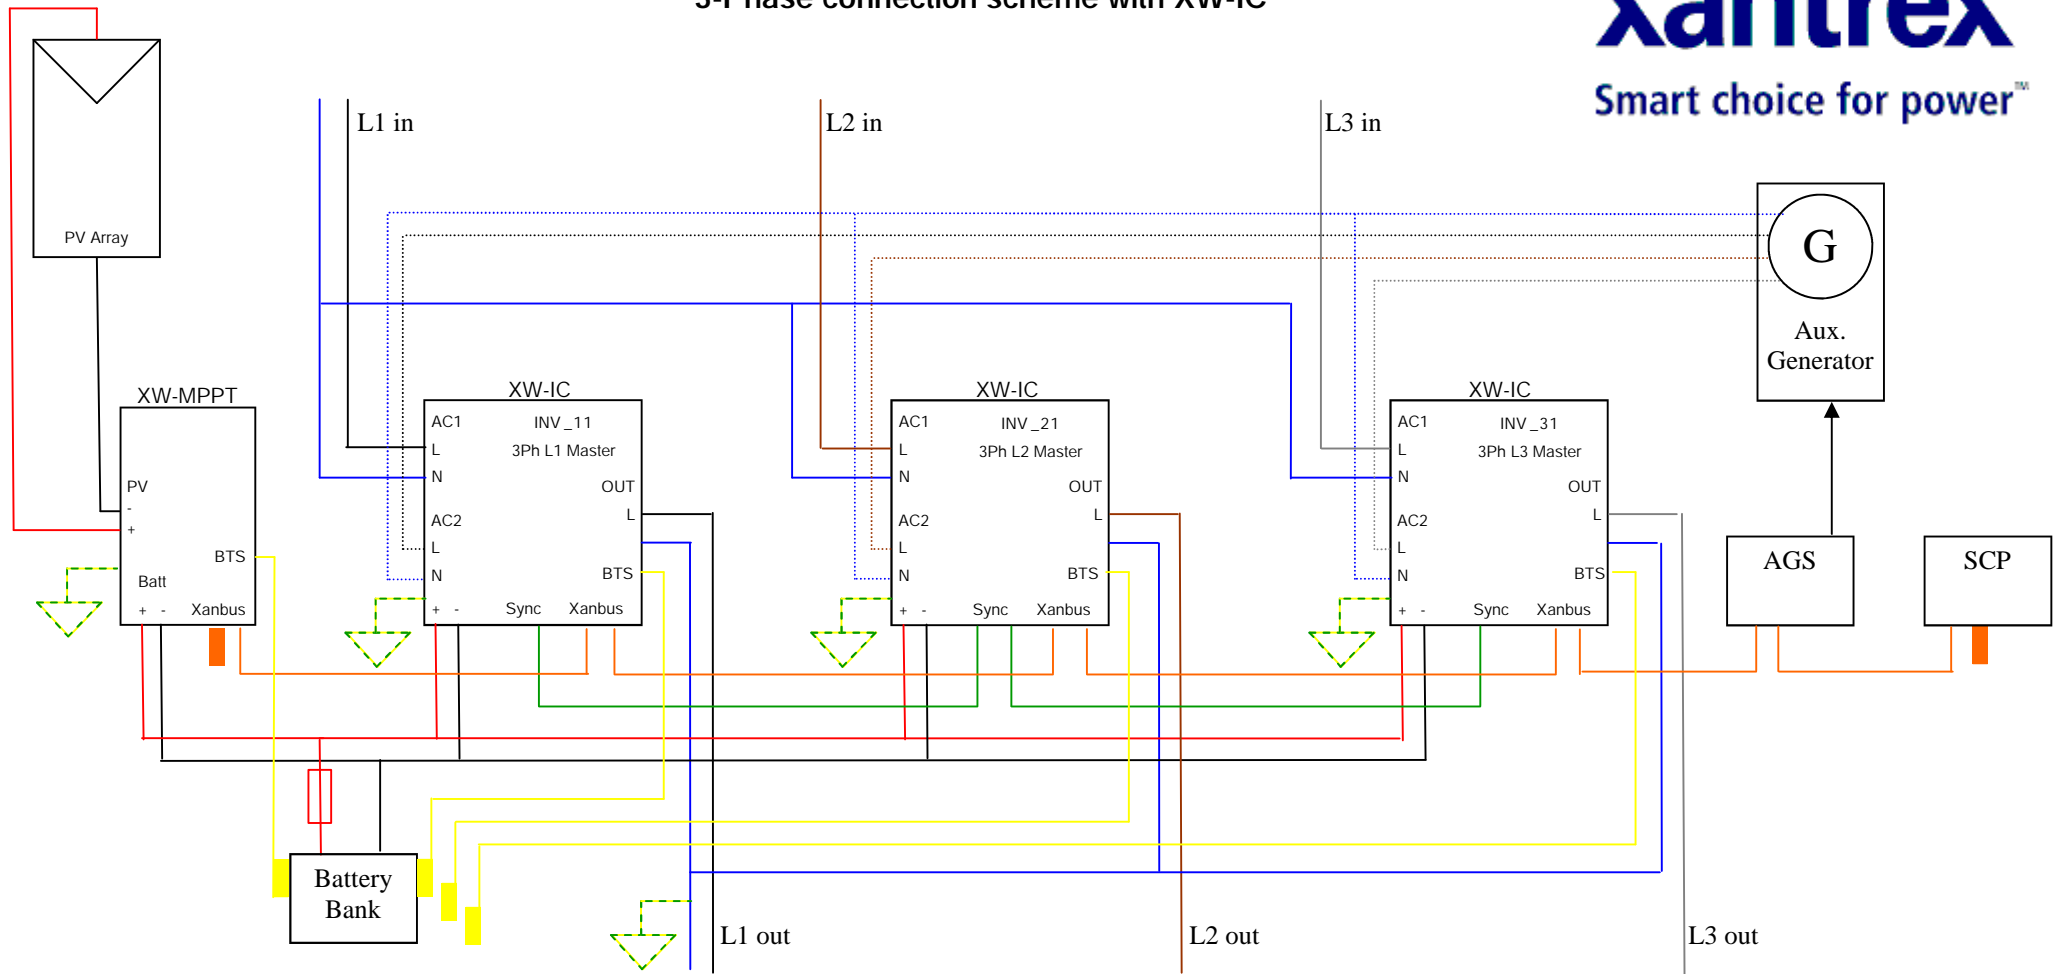 3-Phase connection scheme with XW-IC
xantrex
Smart choice for power™
L1 in
L2 in
L3 in
PV Array
G
Aux.
Generator
XW-MPPT
PV
-
+
BTS
Batt
+ - Xanbus
XW-IC
AC1 INV_11
L 3Ph L1 Master
N
OUT
L
AC2
L
N BTS
+ - Sync Xanbus
XW-IC
AC1 INV_21
L 3Ph L2 Master
N
OUT
L
AC2
L
N BTS
+ - Sync Xanbus
XW-IC
AC1 INV_31
L 3Ph L3 Master
N
OUT
L
AC2
L
N BTS
+ - Sync Xanbus
AGS
SCP
Battery
Bank
L1 out
L2 out
L3 out